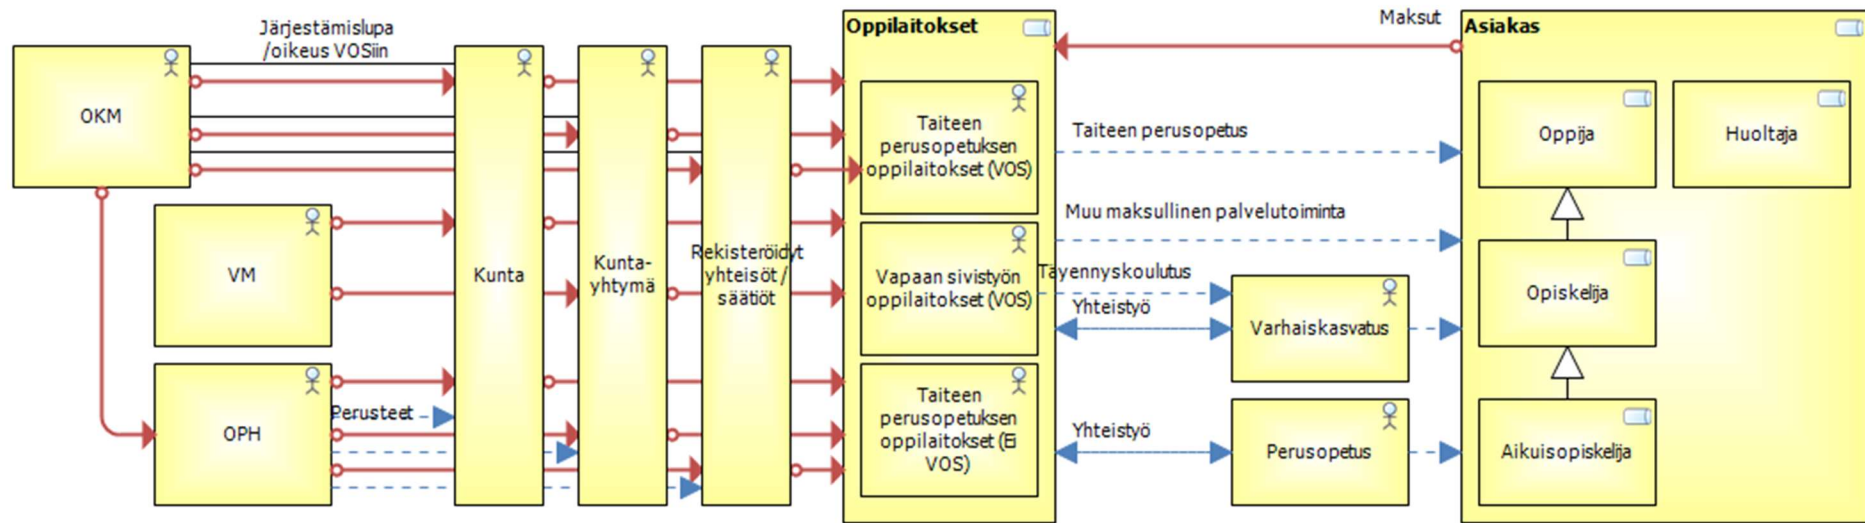 Järjestämislupa
/oikeus VOSiin
OKM
VM
OPH
Perusteet
Kunta
Kunta-
yhtymä
Rekisteröidyt
yhteisöt /
säätiöt
Oppilaitokset
Taiteen
perusopetuksen
oppilaitokset (VOS)
Vapaan sivistyön
oppilaitokset (VOS)
Taiteen
perusopetuksen
oppilaitokset (Ei
VOS)
Maksut
Taiteen perusopetus
Muu maksullinen palvelutoiminta
Täyennyskoulutus
Yhteistyö
Varhaiskasvatus
Yhteistyö
Perusopetus
Asiakas
Oppija
Huoltaja
Opiskelija
Aikuisopiskelija